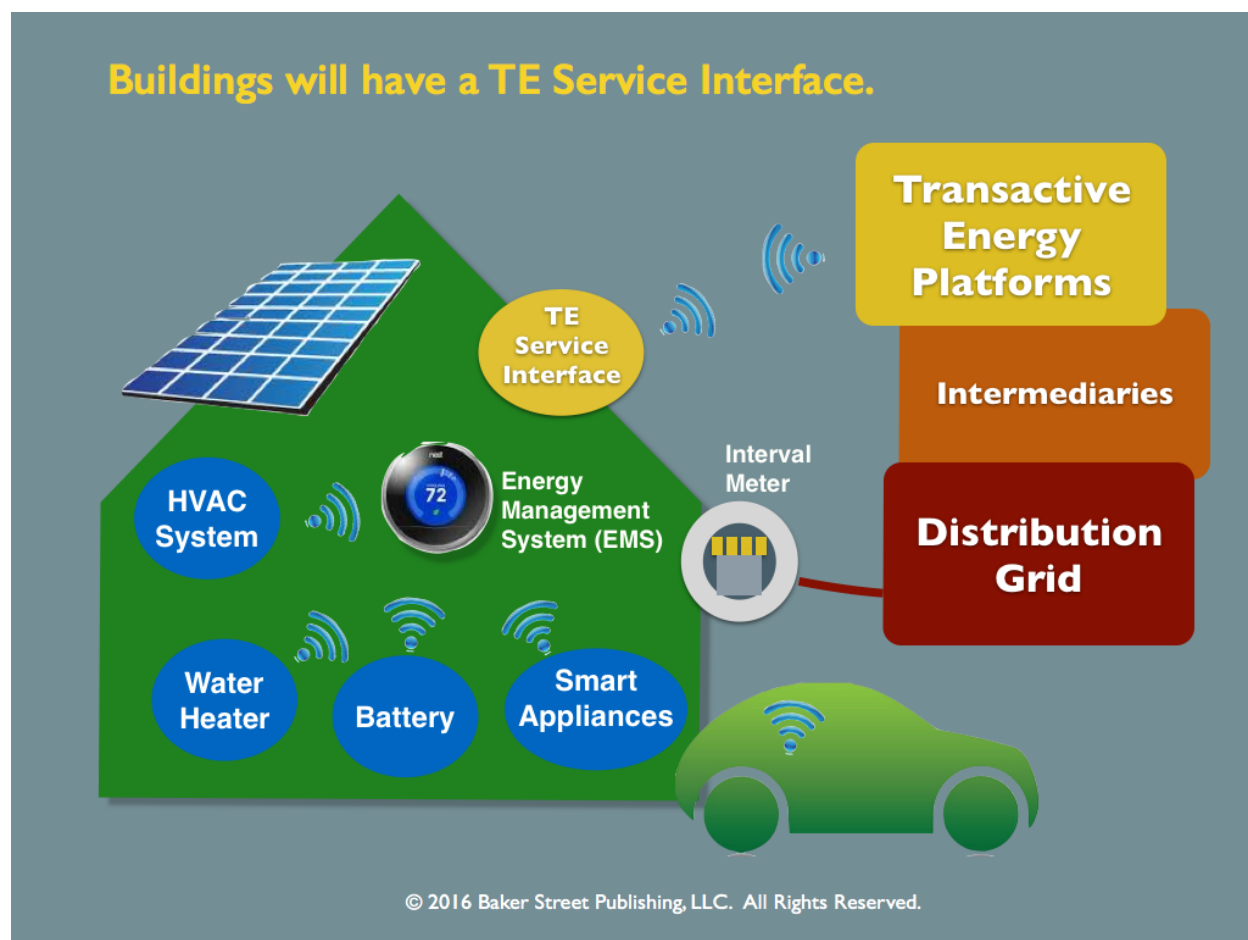 Buildings will have a TE Service Interface.
Transactive
Energy
Platforms
TE
Service
Interface
Intermediaries
nest
72
Energy
Management
System (EMS)
Interval
Meter
HVAC
System
Distribution
Grid
Water
Heater
Battery
Smart
Appliances
© 2016 Baker Street Publishing, LLC.  All Rights Reserved.